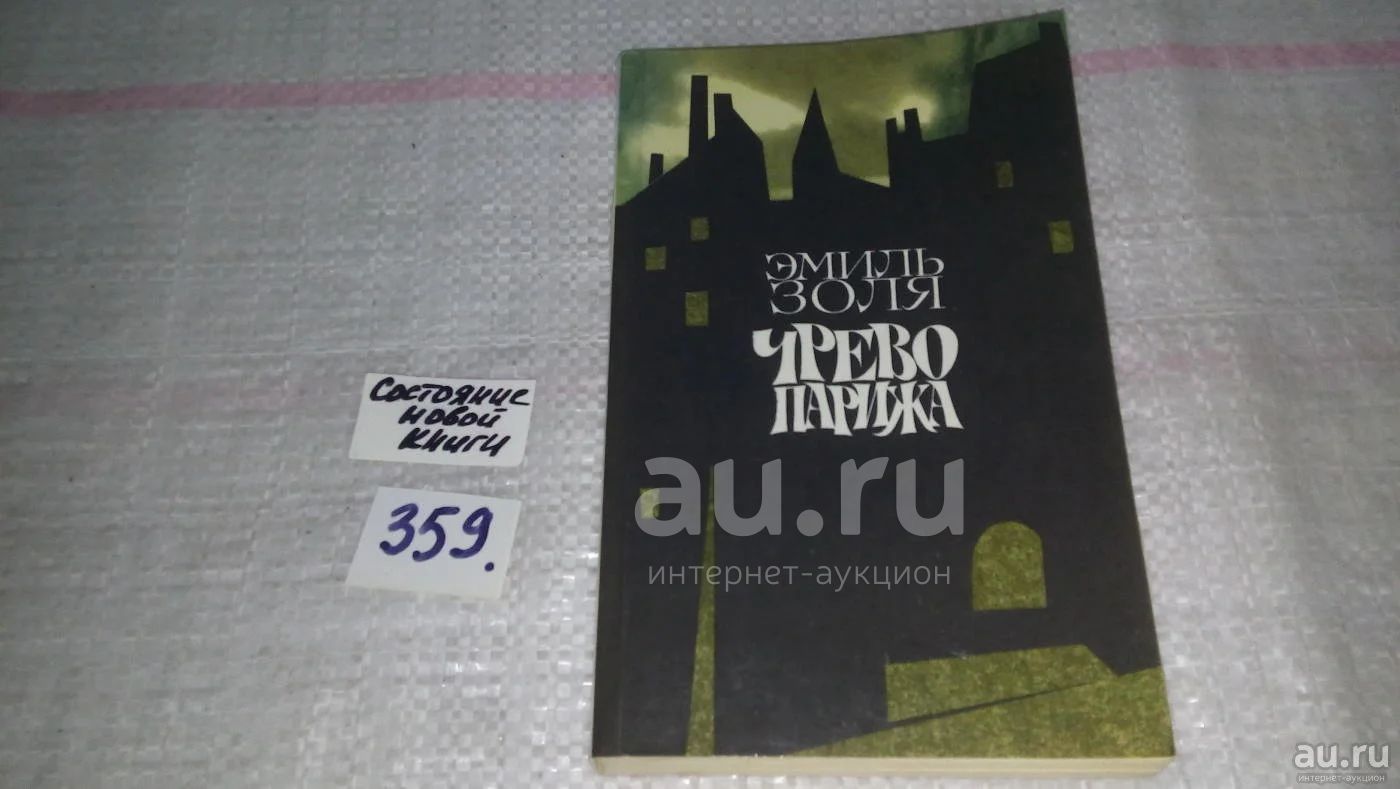 ЭМИЛЬ
ЗОЛЯ
ЧРЕВО
ПАРИЖА
Состояние
новой
книги
359.
au.ru
интернет-аукцион
au.ru
интернет-аукцион